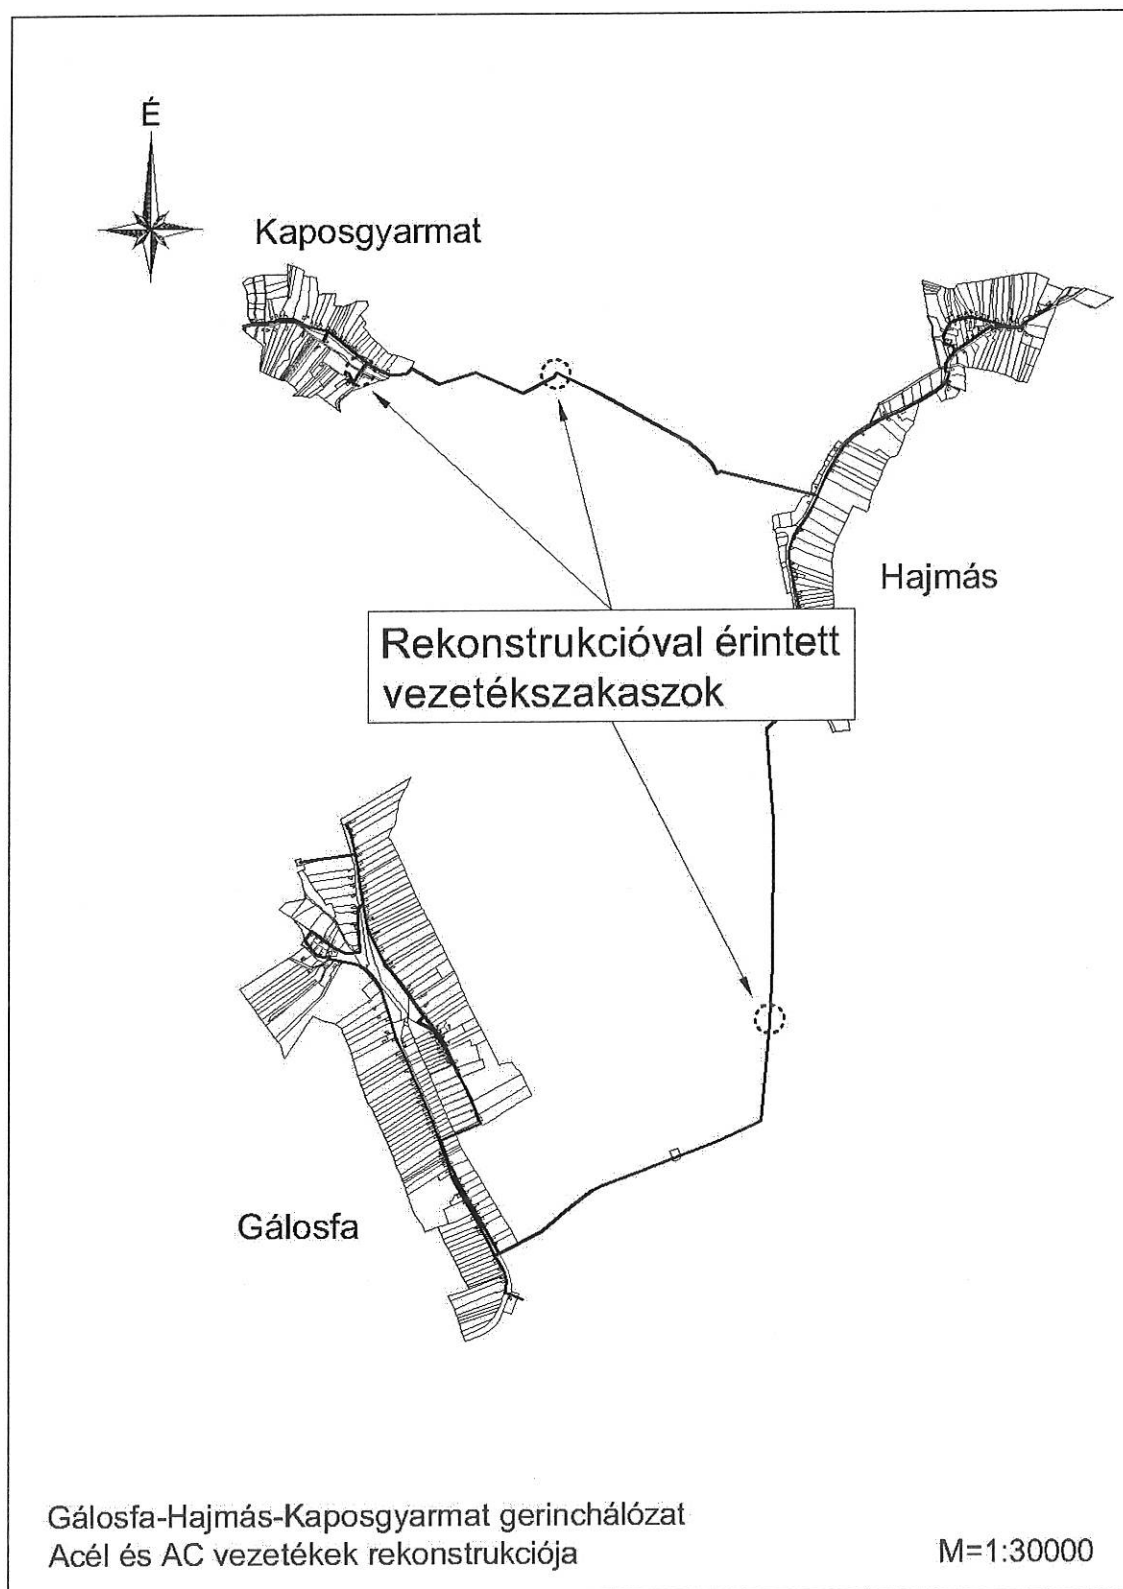 É
Kaposgyarmat
Hajmás
Rekonstrukcióval érintett
vezetékszakaszok
Gálosfa
Gálosfa-Hajmás-Kaposgyarmat gerinchálózat
Acél és AC vezetékek rekonstrukciója
M=1:30000